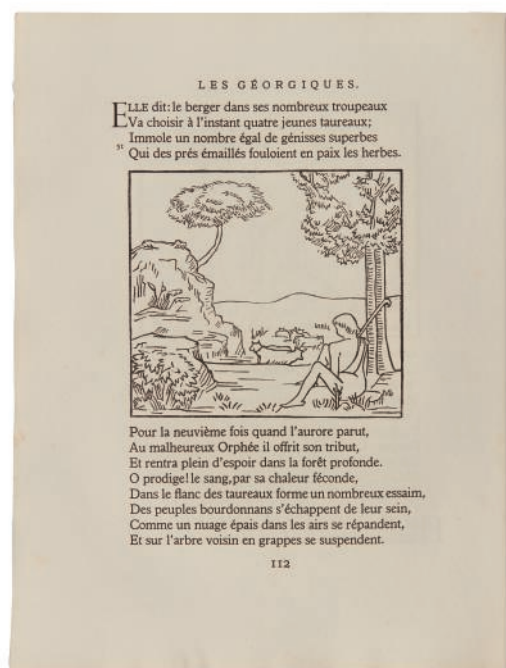 LES GÉORGIQUES.
ELLE dit: le berger dans ses nombreux troupeaux
Va choisir à l'instant quatre jeunes taureaux;
Immole un nombre égal de génisses superbes
51 Qui des prés émaillés fouloient en paix les herbes.
Pour la neuvième fois quand l'aurore parut,
Au malheureux Orphée il offrit son tribut,
Et rentra plein d'espoir dans la forêt profonde.
O prodige! le sang, par sa chaleur féconde,
Dans le flanc des taureaux forme un nombreux essaim,
Des peuples bourdonnans s'échappent de leur sein,
Comme un nuage épais dans les airs se répandent,
Et sur l'arbre voisin en grappes se suspendent.
112